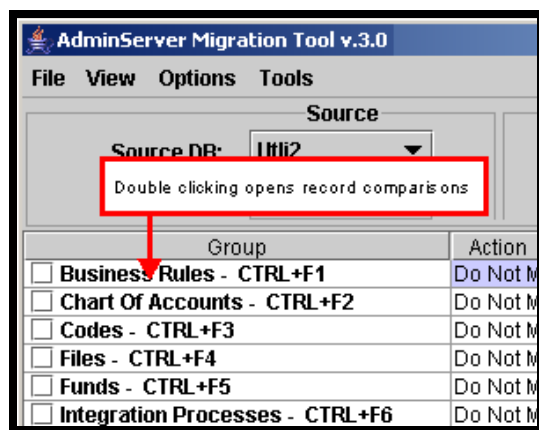 AdminServer Migration Tool v.3.0
File View Options Tools
Source
Source DB: Utli2
Double clicking opens record comparisons
Group Action
Business Rules - CTRL+F1 Do Not M
Chart Of Accounts - CTRL+F2 Do Not M
Codes - CTRL+F3 Do Not M
Files - CTRL+F4 Do Not M
Funds - CTRL+F5 Do Not M
Integration Processes - CTRL+F6 Do Not M